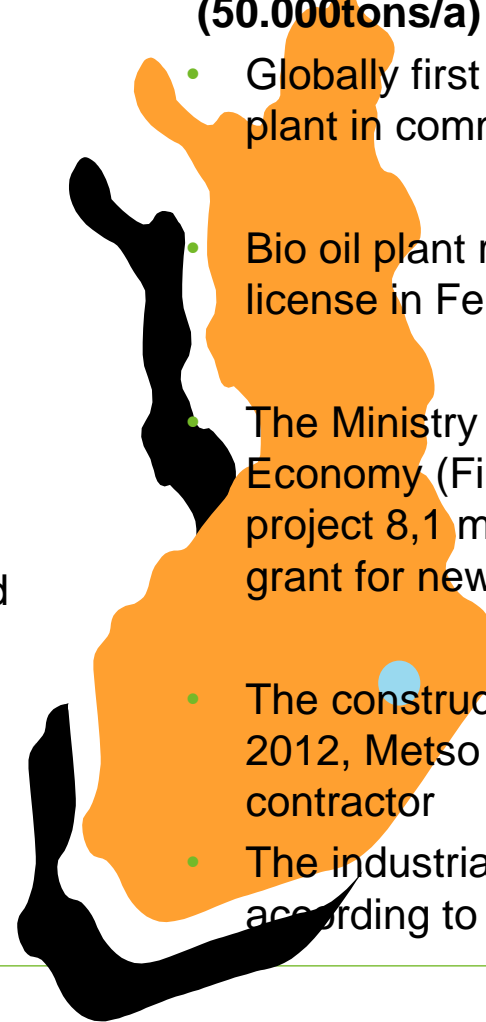 (50.000tons/a)
• Globally first
plant in comm
• Bio oil plant
license in Fe
• The Ministry
Economy (Fi
project 8,1 m
grant for new
d
• The construc
2012, Metso
contractor
• The industria
according to